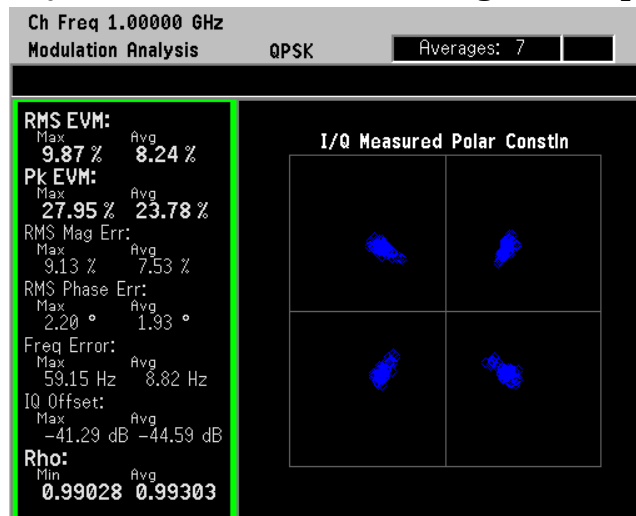 Ch Freq 1.00000 GHz
Modulation Analysis QPSK Averages: 7
RMS EVM:
Max Avg
9.87 % 8.24 %
Pk EVM:
Max Avg
27.95 % 23.78 %
RMS Mag Err:
Max Avg
9.13 % 7.53 %
RMS Phase Err:
Max Avg
2.20 ° 1.93 °
Freq Error:
Max Avg
59.15 Hz 8.82 Hz
IQ Offset:
Max Avg
-41.29 dB -44.59 dB
Rho:
Min Avg
0.99028 0.99303
I/Q Measured Polar Constln